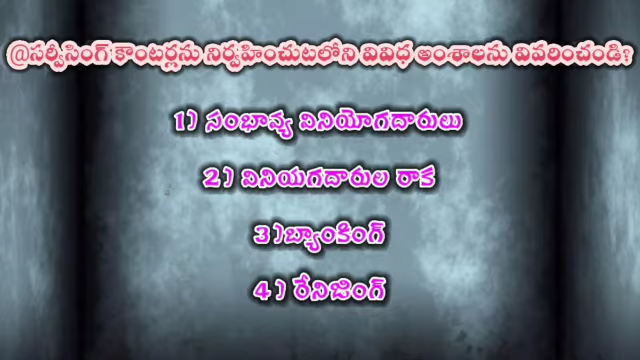 @సర్వీసింగ్ కౌంటర్లను నిర్వహించుటలోని వివిధ అంశాలను వివరించండి?
1) సంభావ్య వినియోగదారులు
2) వినియగదారుల రాక
3)బ్యాంకింగ్
4) రేనిజింగ్